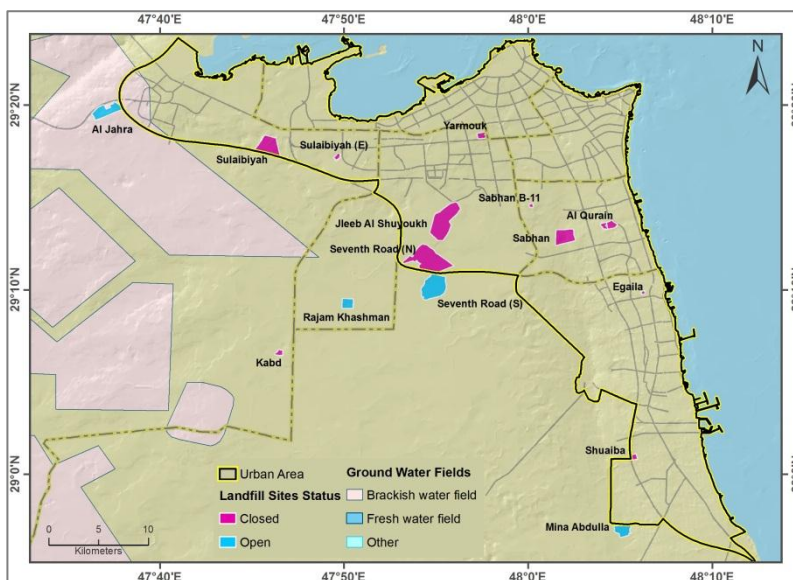 47°40'E 47°50'E 48°0'E 48°10'E
N
29°20'N
Al Jahra
Yarmouk
Sulaibiyah (E)
Sulaibiyah
Sabhan B-11
Jleeb Al Shuyoukh
Al Qurain
Sabhan
Seventh Road (N)
29°10'N
Egaila
Rajam Khashman
Seventh Road (S)
Kabd
Shuaiba
29°0'N
Urban Area
Ground Water Fields
Landfill Sites Status
Brackish water field
Closed
Fresh water field
Open
Other
0 5 10
Kilometers
Mina Abdulla
47°40'E 47°50'E 48°0'E 48°10'E